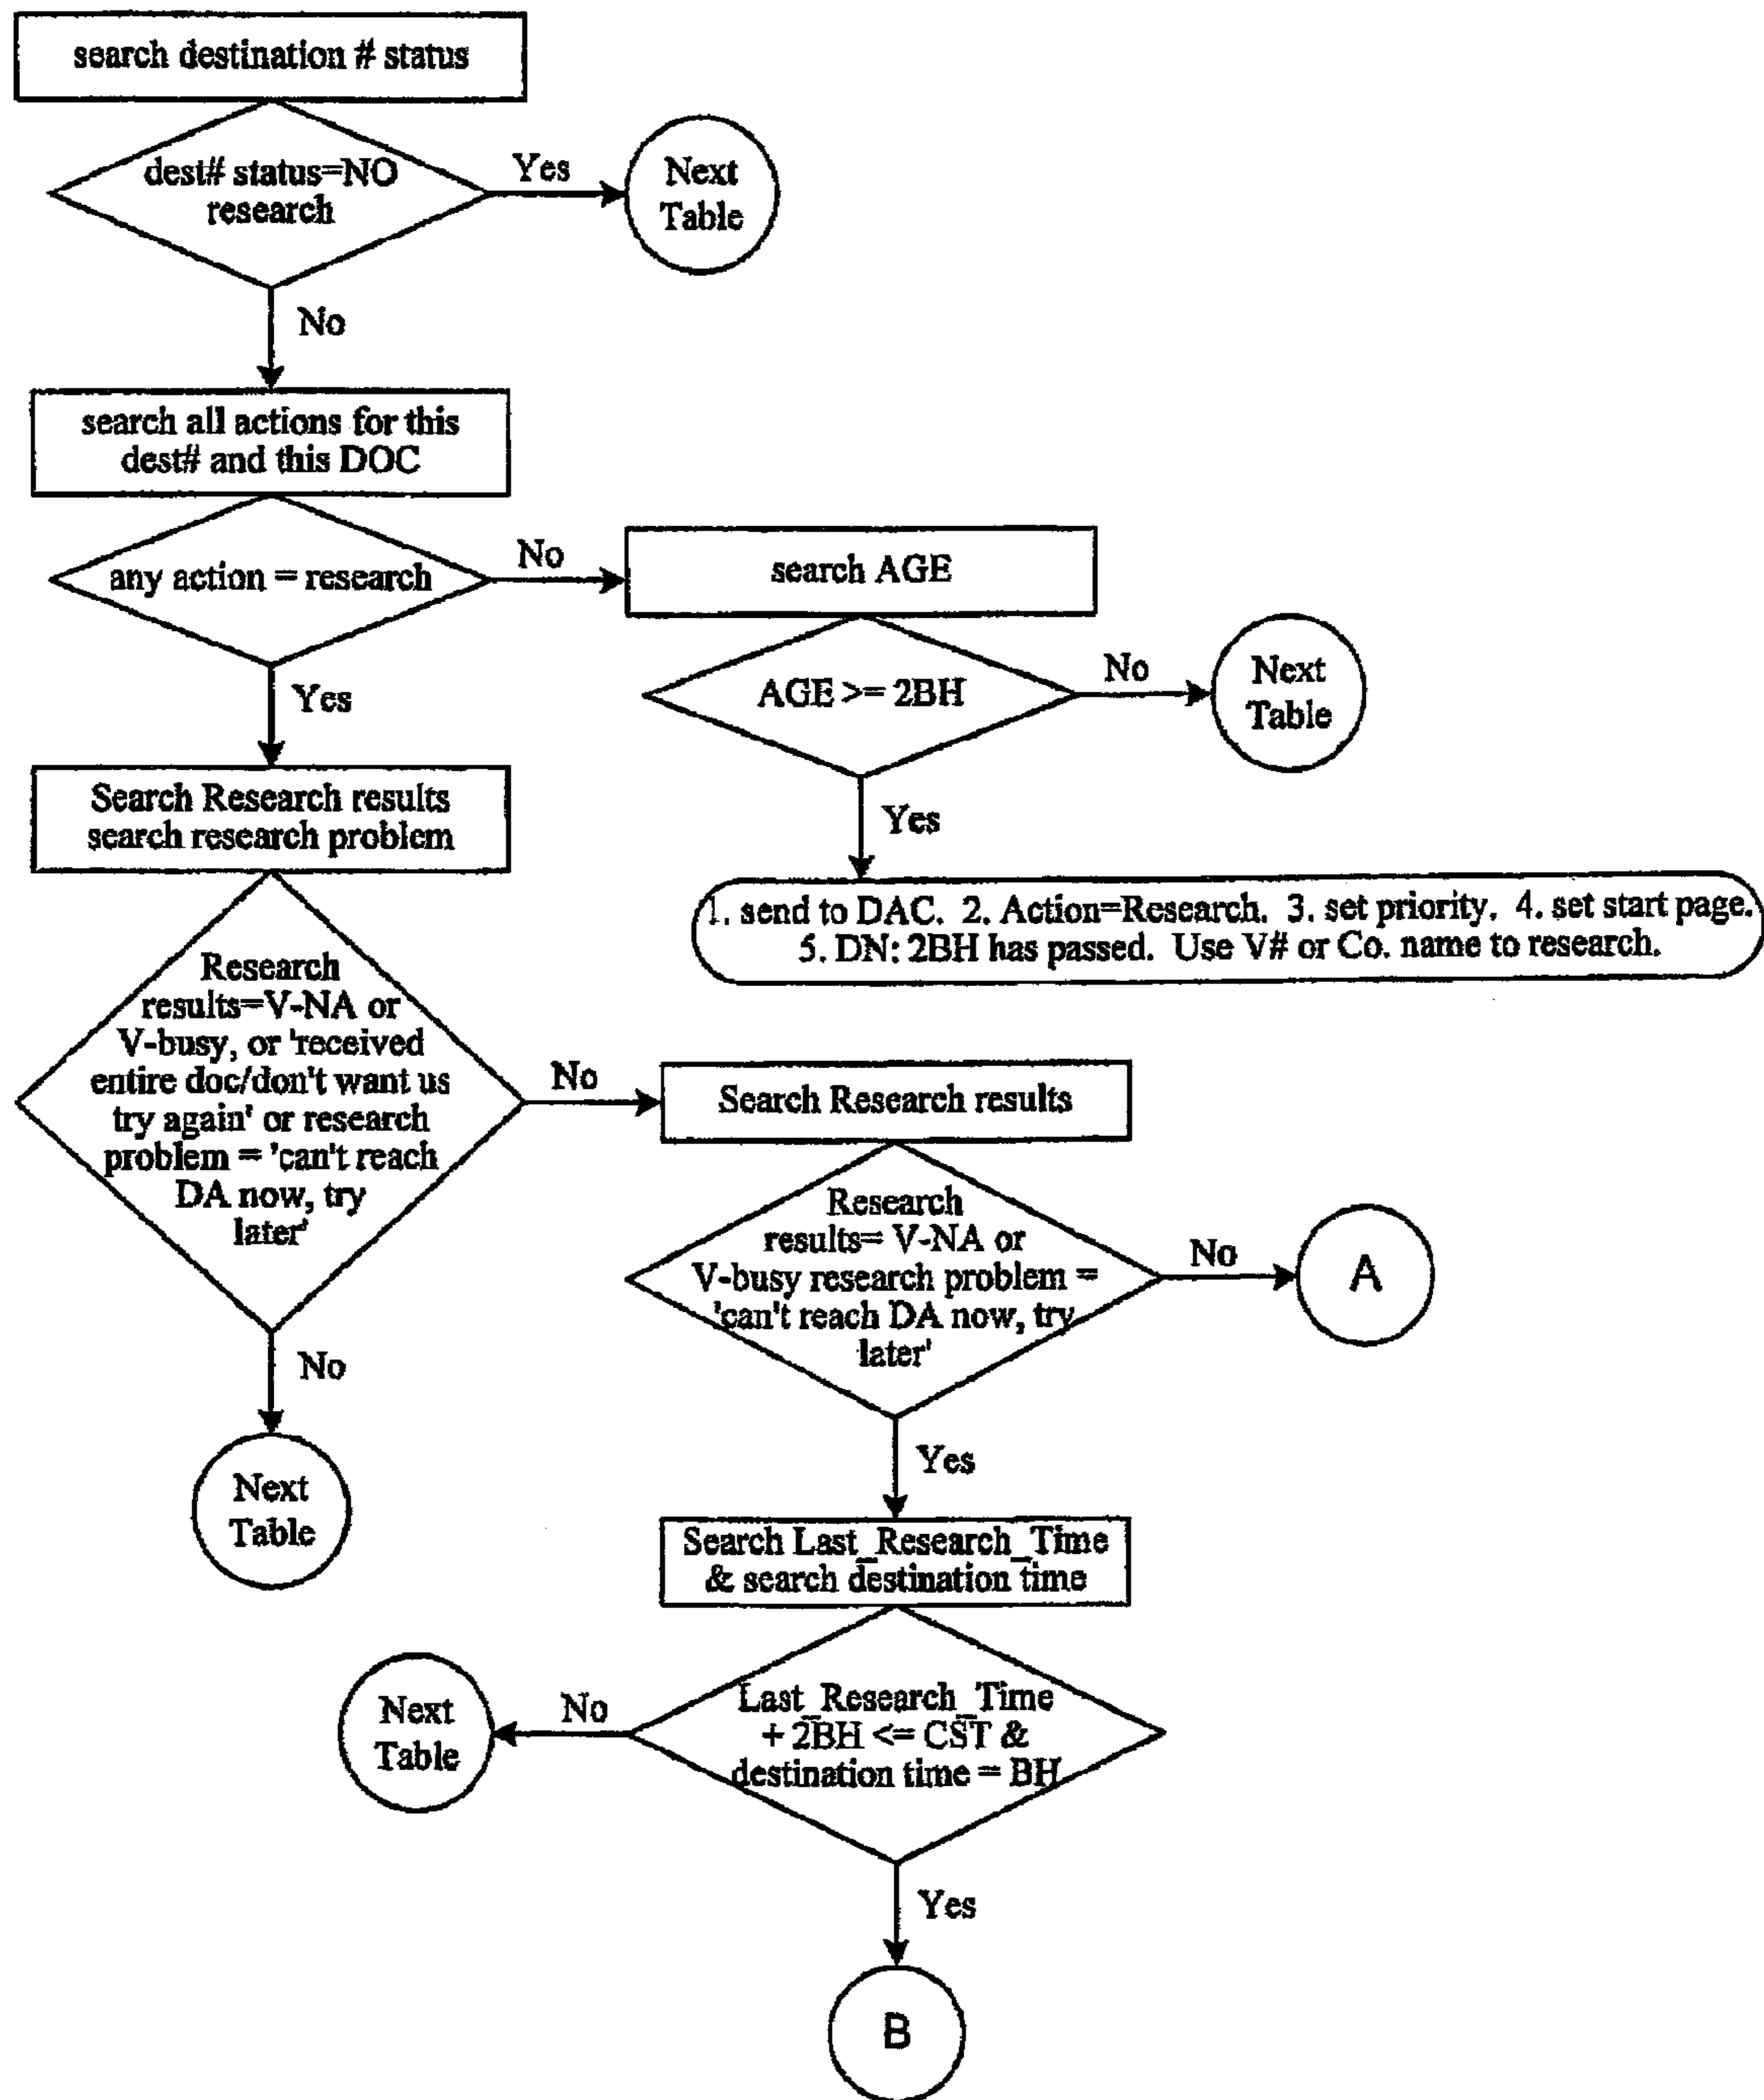 search destination # status
dest# status=NO
research
Yes
Next
Table
No
search all actions for this
dest# and this DOC
any action = research
No
search AGE
AGE >= 2BH
No
Next
Table
Yes
Yes
Search Research results
search research problem
1. send to DAC.  2. Action=Research.  3. set priority.  4. set start page.
5. DN: 2BH has passed.  Use V# or Co. name to research.
Research
results=V-NA or
V-busy, or 'received
entire doc/don't want us
try again' or research
problem = 'can't reach
DA now, try
later'
No
Search Research results
Research
results= V-NA or
V-busy research problem =
'can't reach DA now, try
later'
No
A
No
Next
Table
Yes
Search Last_Research_Time
& search destination time
Last_Research_Time
+ 2BH <= CST &
destination time = BH
No
Next
Table
Yes
B